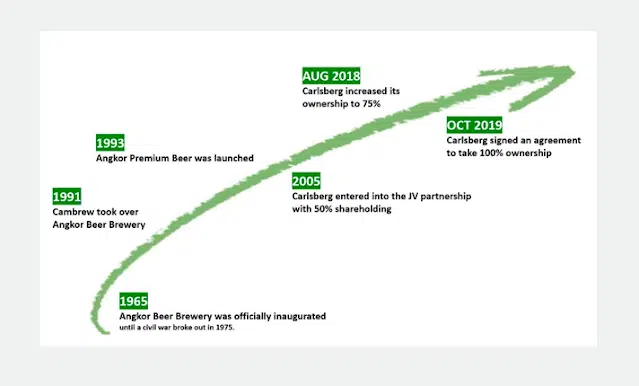 AUG 2018
Carlsberg increased its
ownership to 75%
OCT 2019
Carlsberg signed an agreement
to take 100% ownership
1993
Angkor Premium Beer was launched
2005
Carlsberg entered into the JV partnership
with 50% shareholding
1991
Cambrew took over
Angkor Beer Brewery
1965
Angkor Beer Brewery was officially inaugurated
until a civil war broke out in 1975.